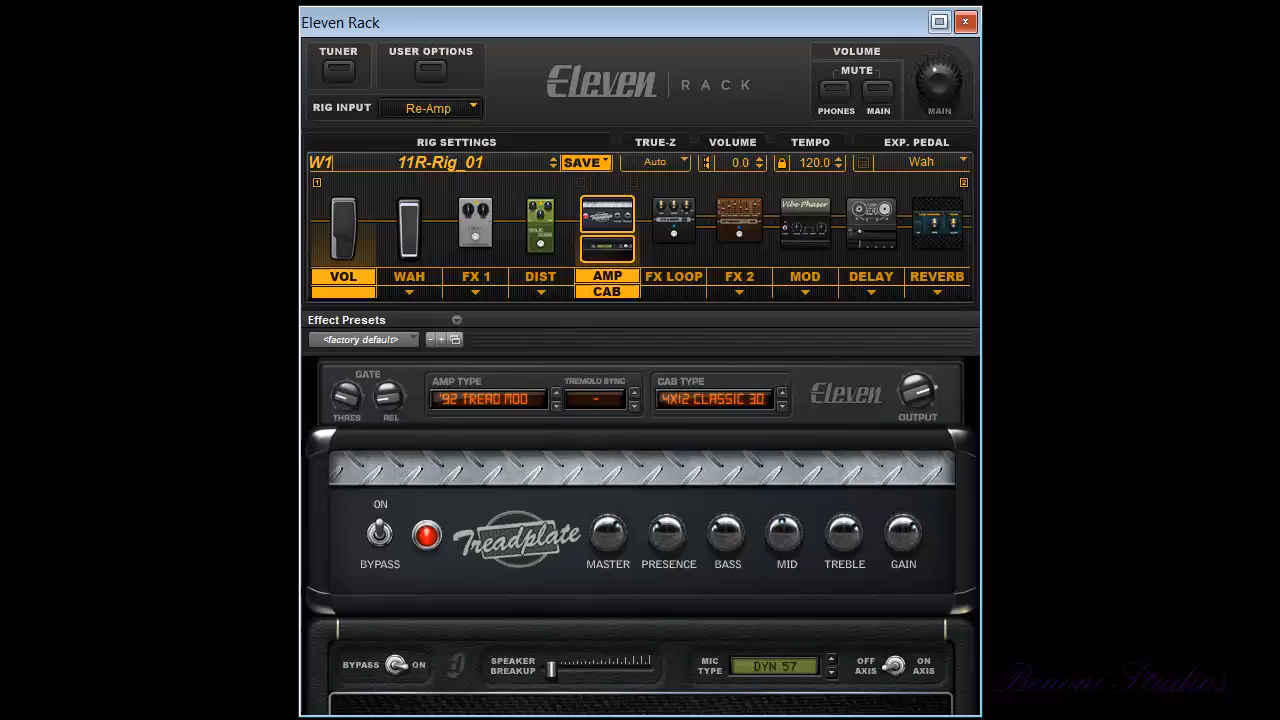 Eleven Rack
TUNER
USER OPTIONS
RIG INPUT
Re-Amp
Eleven
RACK
VOLUME
MUTE
PHONES
MAIN
MAIN
RIG SETTINGS
TRUE-Z
VOLUME
TEMPO
EXP. PEDAL
W1
11R-Rig_01
SAVE
Auto
0.0
120.0
Wah
1
2
Vibe Phaser
VOL
WAH
FX 1
DIST
AMP
FX LOOP
FX 2
MOD
DELAY
REVERB
CAB
Effect Presets
<factory default>
GATE
THRES
REL
AMP TYPE
'92 TREAD MOD
TREMOLO SYNC
-
CAB TYPE
4X12 CLASSIC 30
Eleven
OUTPUT
ON
BYPASS
Treadplate
MASTER
PRESENCE
BASS
MID
TREBLE
GAIN
BYPASS
ON
SPEAKER
BREAKUP
MIC
TYPE
DYN 57
OFF
AXIS
ON
AXIS
Studios